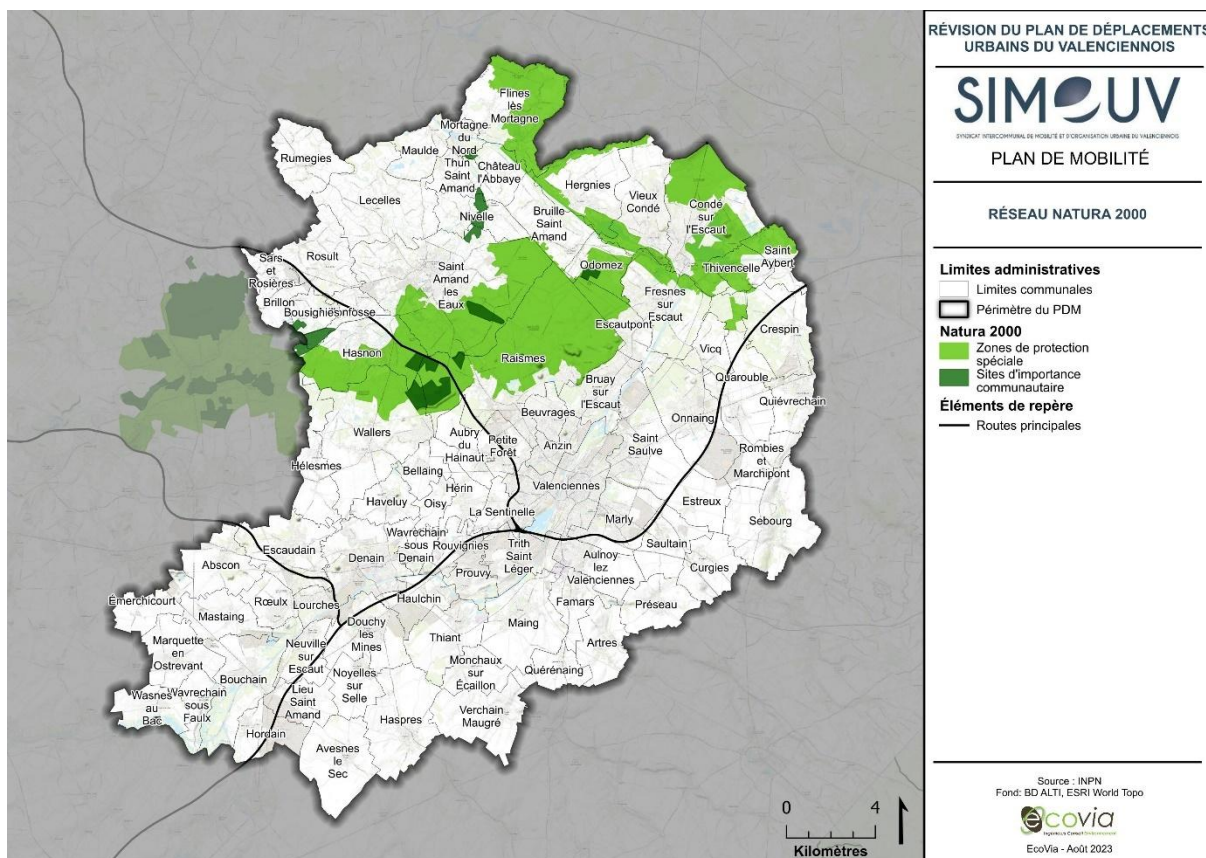 RÉVISION DU PLAN DE DÉPLACEMENTS
URBAINS DU VALENCIENNOIS
SIMOUV
SYNDICAT INTERCOMMUNAL DE MOBILITÉ ET D'ORGANISATION URBAINE DU VALENCIENNOIS
PLAN DE MOBILITÉ
RÉSEAU NATURA 2000
Limites administratives
Limites communales
Périmètre du PDM
Natura 2000
Zones de protection
spéciale
Sites d'importance
communautaire
Éléments de repère
Routes principales
Source : INPN
Fond: BD ALTI, ESRI World Topo
ecovia
EcoVia - Août 2023
Flines
lès
Mortagne
Mortagne
du
Nord
Rumegies
Maulde
Thun
Saint
Amand
Château
l'Abbaye
Lecelles
Hergnies
Vieux
Condé
Condé
sur
l'Escaut
Nivelle
Bruille
Saint
Amand
Sars
et
Rosières
Rosult
Saint
Amand
les
Eaux
Odomez
Thivencelle
Saint
Aybert
Brillon
Bousignies
Fresnes
sur
Escaut
Escautpont
Crespin
Hasnon
Raismes
Vicq
Quarouble
Bruay
sur
l'Escaut
Quiévrechain
Beuvrages
Onnaing
Wallers
Aubry
du
Hainaut
Petite
Forêt
Anzin
Saint
Saulve
Rombies
et
Marchipont
Hélesmes
Bellaing
Hérin
Valenciennes
Haveluy
Oisy
Estreux
La Sentinelle
Marly
Sebourg
Escaudain
Denain
Wavrechain
sous
Denain
Rouvignies
Trith
Saint
Léger
Saultain
Abscon
Prouvy
Aulnoy
lez
Valenciennes
Curgies
Émerchicourt
Rœulx
Lourches
Haulchin
Famars
Préseau
Mastaing
Maing
Marquette
en
Ostrevant
Neuville
sur
Escaut
Douchy
les
Mines
Thiant
Artres
Bouchain
Noyelles
sur
Selle
Monchaux
sur
Écaillon
Quérénaing
Wasnes
au
Bac
Wavrechain
sous
Faulx
Lieu
Saint
Amand
Haspres
Verchain
Maugré
Hordain
Avesnes
le
Sec
0 4
Kilomètres